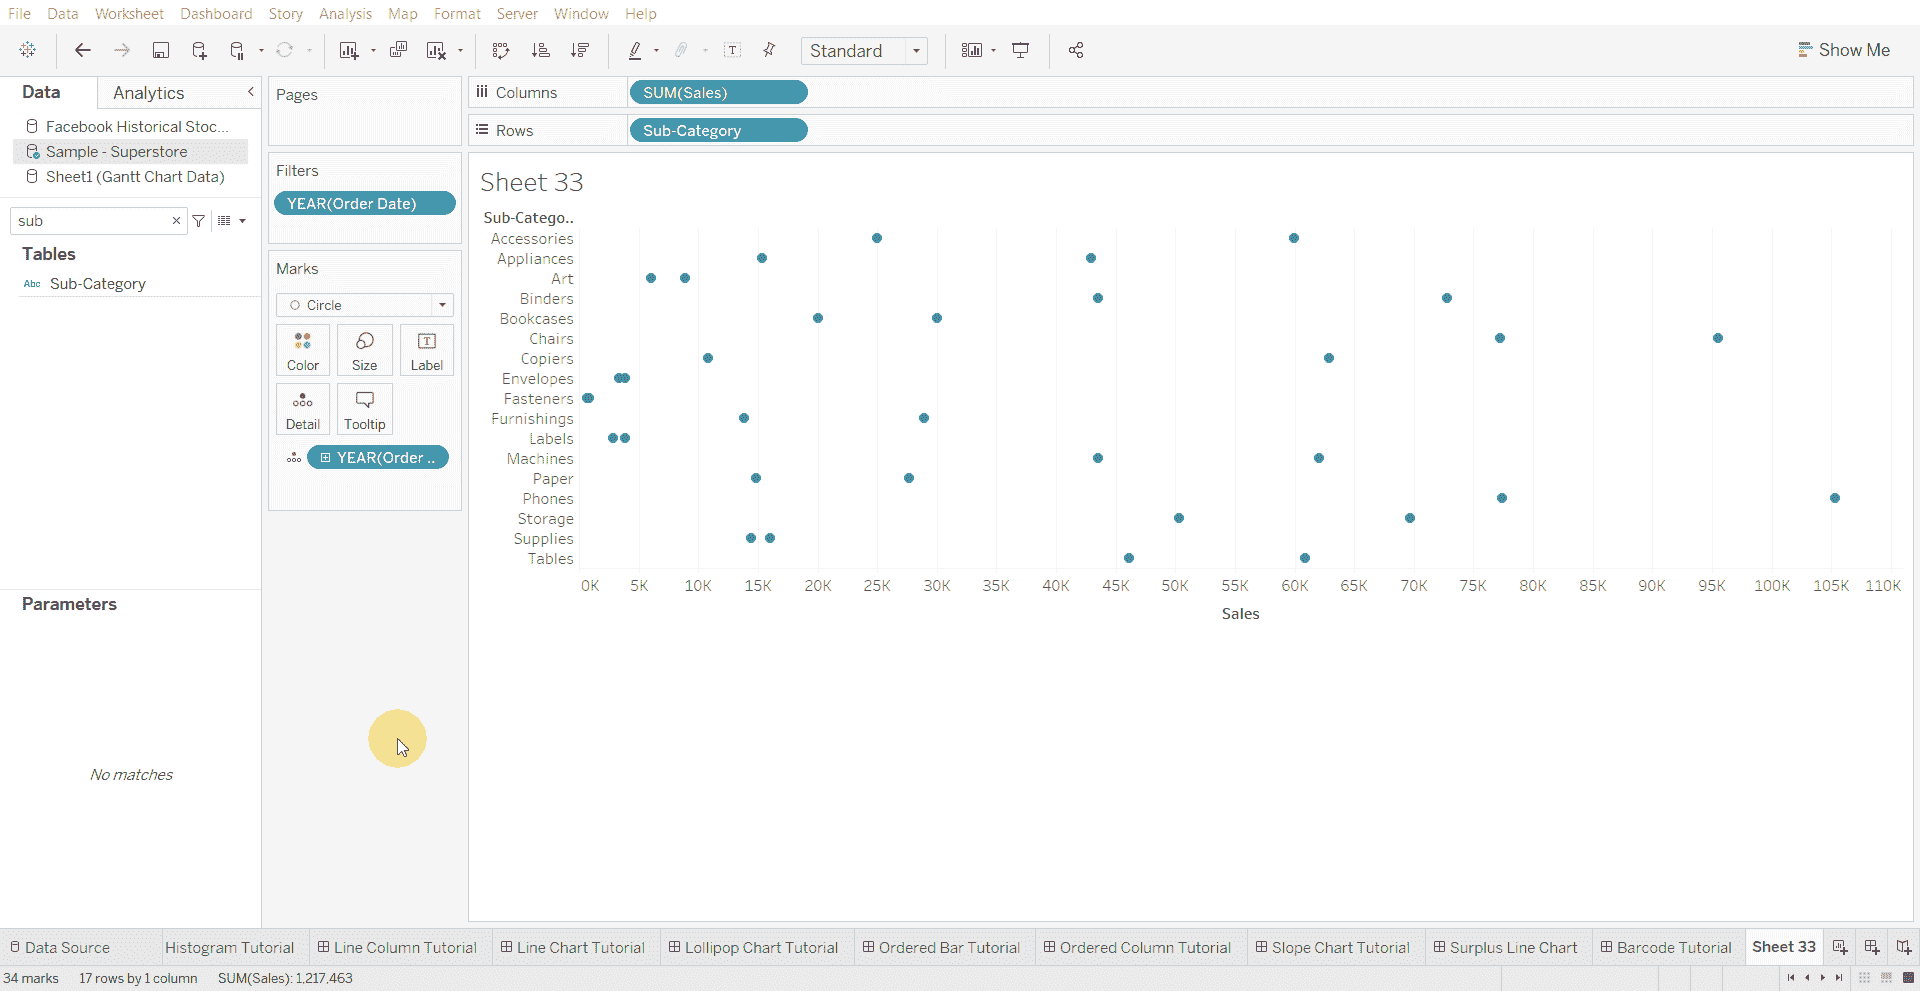 File Data Worksheet Dashboard Story Analysis Map Format Server Window Help
Standard
Show Me
Data Analytics
Facebook Historical Stoc...
Sample - Superstore
Sheet1 (Gantt Chart Data)
sub
Tables
Abc Sub-Category
Parameters
No matches
Pages
Filters
YEAR(Order Date)
Marks
Circle
Color Size Label
Detail Tooltip
YEAR(Order ..
Columns SUM(Sales)
Rows Sub-Category
Sheet 33
Sub-Catego..
Accessories
Appliances
Art
Binders
Bookcases
Chairs
Copiers
Envelopes
Fasteners
Furnishings
Labels
Machines
Paper
Phones
Storage
Supplies
Tables
0K 5K 10K 15K 20K 25K 30K 35K 40K 45K 50K 55K 60K 65K 70K 75K 80K 85K 90K 95K 100K 105K 110K
Sales
Data Source Histogram Tutorial Line Column Tutorial Line Chart Tutorial Lollipop Chart Tutorial Ordered Bar Tutorial Ordered Column Tutorial Slope Chart Tutorial Surplus Line Chart Barcode Tutorial Sheet 33
34 marks 17 rows by 1 column SUM(Sales): 1,217,463